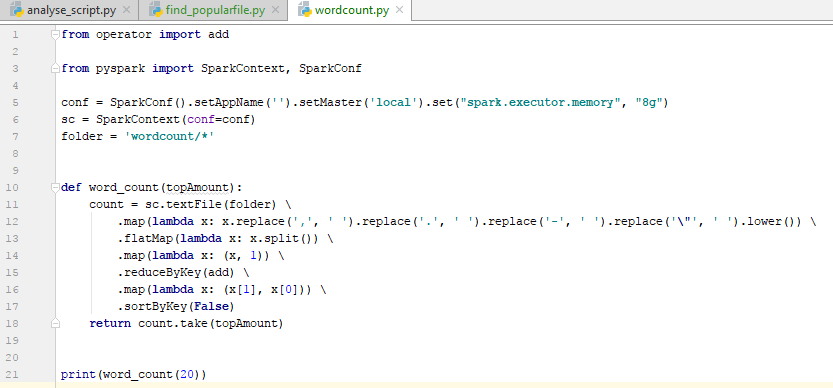 analyse_script.py find_popularfile.py wordcount.py
1 from operator import add
2
3 from pyspark import SparkContext, SparkConf
4
5 conf = SparkConf().setAppName('').setMaster('local').set("spark.executor.memory", "8g")
6 sc = SparkContext(conf=conf)
7 folder = 'wordcount/*'
8
9
10 def word_count(topAmount):
11     count = sc.textFile(folder) \
12         .map(lambda x: x.replace(',', ' ').replace('.', ' ').replace('-', ' ').replace('\"', ' ').lower()) \
13         .flatMap(lambda x: x.split()) \
14         .map(lambda x: (x, 1)) \
15         .reduceByKey(add) \
16         .map(lambda x: (x[1], x[0])) \
17         .sortByKey(False)
18     return count.take(topAmount)
19
20
21 print(word_count(20))